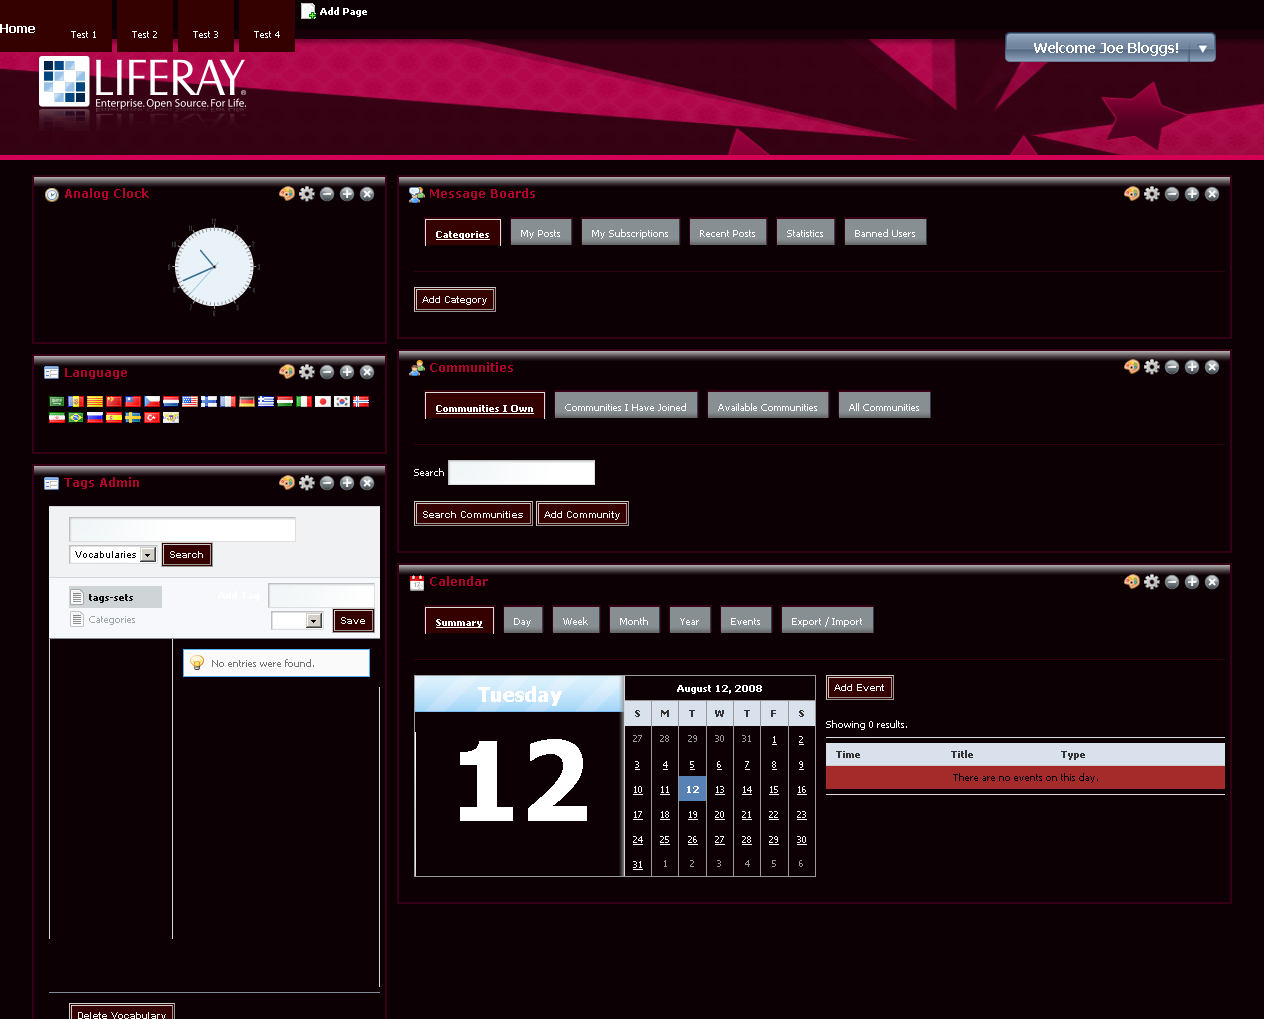 Home
Test 1
Test 2
Test 3
Test 4
Add Page
Welcome Joe Bloggs!
LIFERAY.
Enterprise. Open Source. For Life.
Analog Clock
Language
Tags Admin
Vocabularies
Search
tags-sets
Add Tag
Categories
Save
No entries were found.
Delete Vocabulary
Message Boards
Categories
My Posts
My Subscriptions
Recent Posts
Statistics
Banned Users
Add Category
Communities
Communities I Own
Communities I Have Joined
Available Communities
All Communities
Search
Search Communities
Add Community
Calendar
Summary
Day
Week
Month
Year
Events
Export / Import
Tuesday
12
August 12, 2008
S M T W T F S
27 28 29 30 31 1 2
3 4 5 6 7 8 9
10 11 12 13 14 15 16
17 18 19 20 21 22 23
24 25 26 27 28 29 30
31 1 2 3 4 5 6
Add Event
Showing 0 results.
Time Title Type
There are no events on this day.